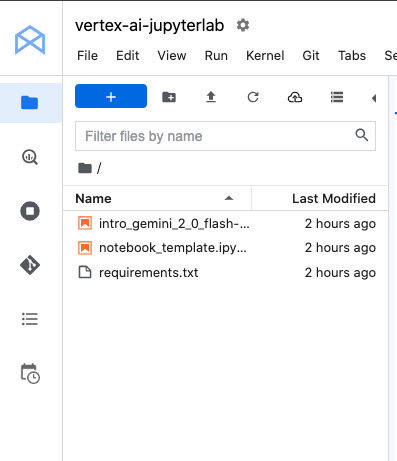 vertex-ai-jupyterlab
File Edit View Run Kernel Git Tabs Se
Filter files by name
/
Name Last Modified
intro_gemini_2_0_flash-... 2 hours ago
notebook_template.ipy... 2 hours ago
requirements.txt 2 hours ago